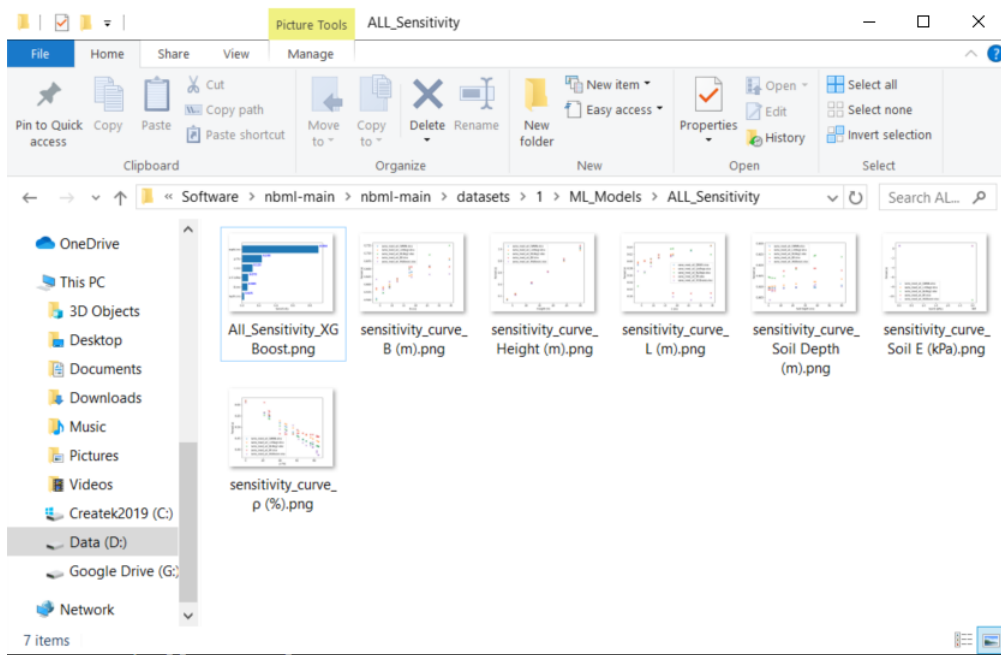 Picture Tools
ALL_Sensitivity
File
Home
Share
View
Manage
Pin to Quick
access
Copy
Paste
Cut
Copy path
Paste shortcut
Clipboard
Move
to
Copy
to
Delete
Rename
Organize
New
folder
New item
Easy access
New
Properties
Open
Edit
History
Open
Select all
Select none
Invert selection
Select
« Software > nbml-main > nbml-main > datasets > 1 > ML_Models > ALL_Sensitivity
Search AL...
OneDrive
This PC
3D Objects
Desktop
Documents
Downloads
Music
Pictures
Videos
Createk2019 (C:)
Data (D:)
Google Drive (G:)
Network
All_Sensitivity_XG
Boost.png
sensitivity_curve_
B (m).png
sensitivity_curve_
Height (m).png
sensitivity_curve_
L (m).png
sensitivity_curve_
Soil Depth
(m).png
sensitivity_curve_
Soil E (kPa).png
sensitivity_curve_
ρ (%).png
7 items